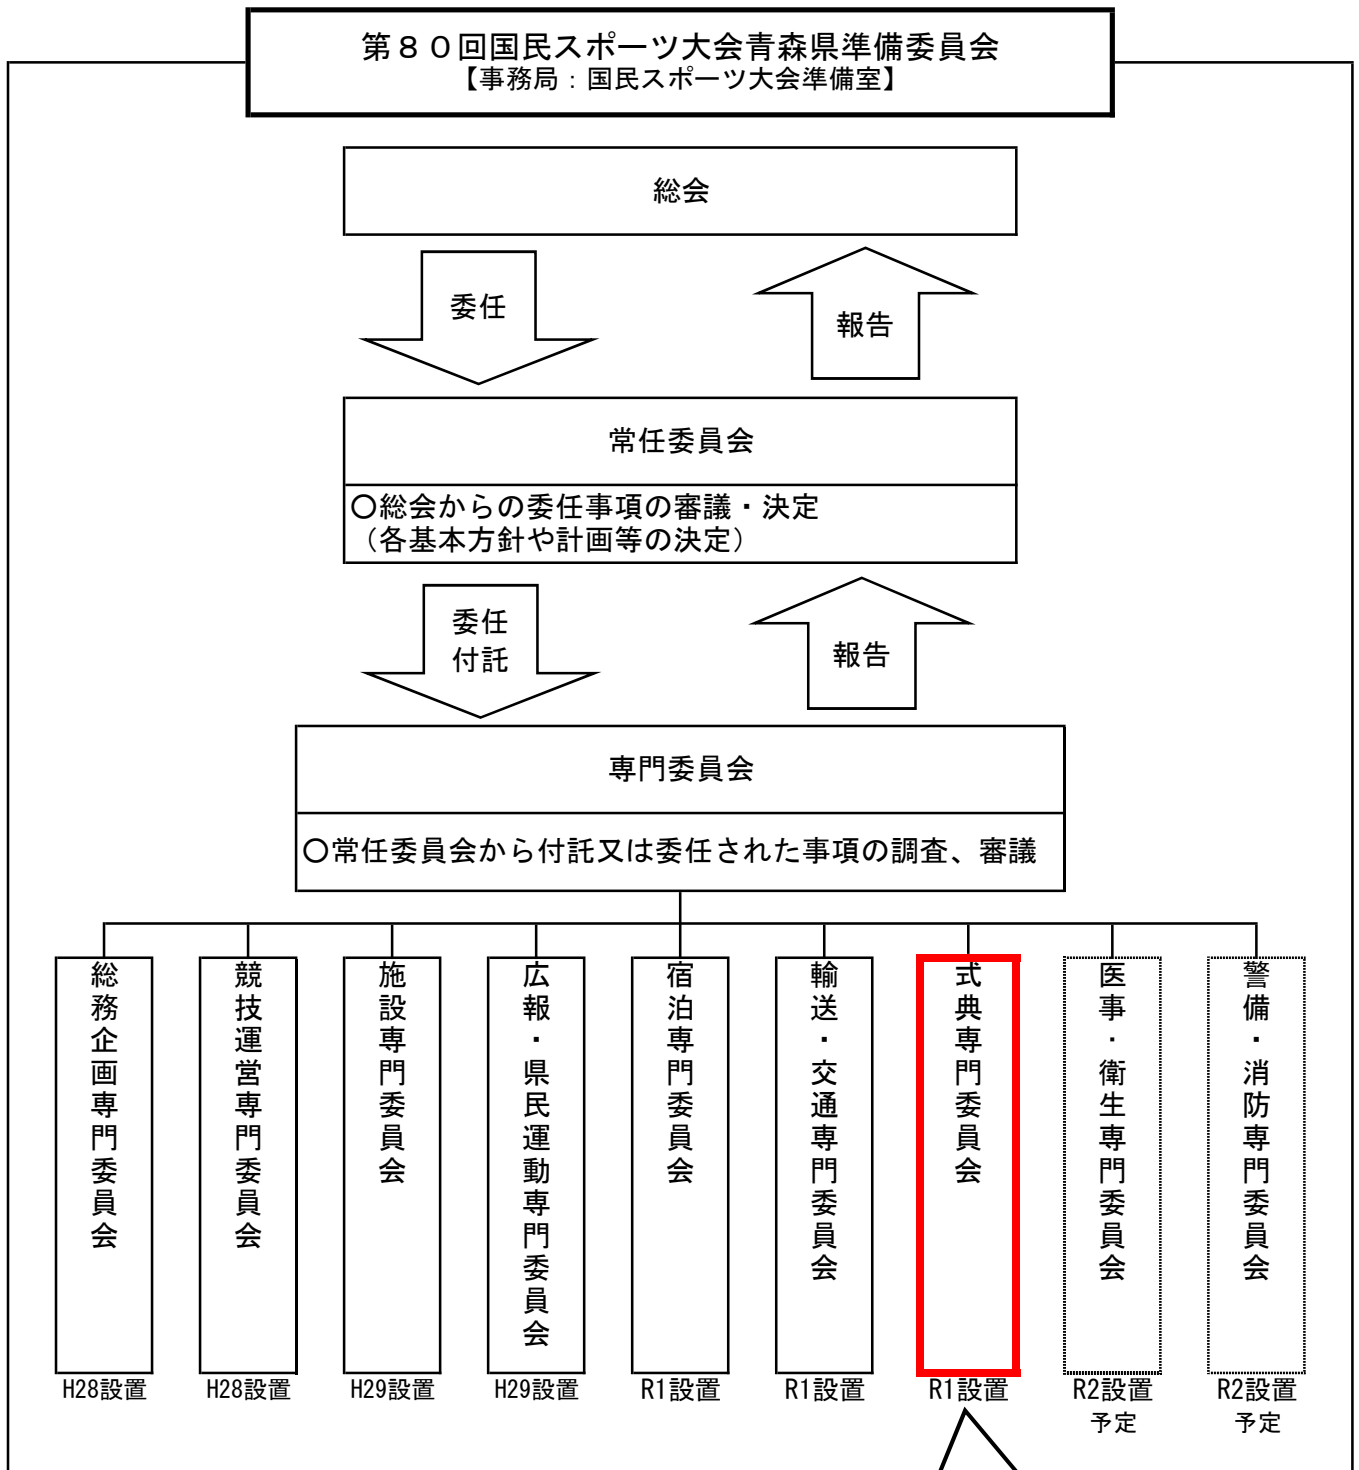 第８０回国民スポーツ大会青森県準備委員会
【事務局：国民スポーツ大会準備室】
総会
委任
報告
常任委員会
○総会からの委任事項の審議・決定
（各基本方針や計画等の決定）
委任
付託
報告
専門委員会
○常任委員会から付託又は委任された事項の調査、審議
総務企画専門委員会
競技運営専門委員会
施設専門委員会
広報・県民運動専門委員会
宿泊専門委員会
輸送・交通専門委員会
式典専門委員会
医事・衛生専門委員会
警備・消防専門委員会
H28設置
H28設置
H29設置
H29設置
R1設置
R1設置
R1設置
R2設置
予定
R2設置
予定